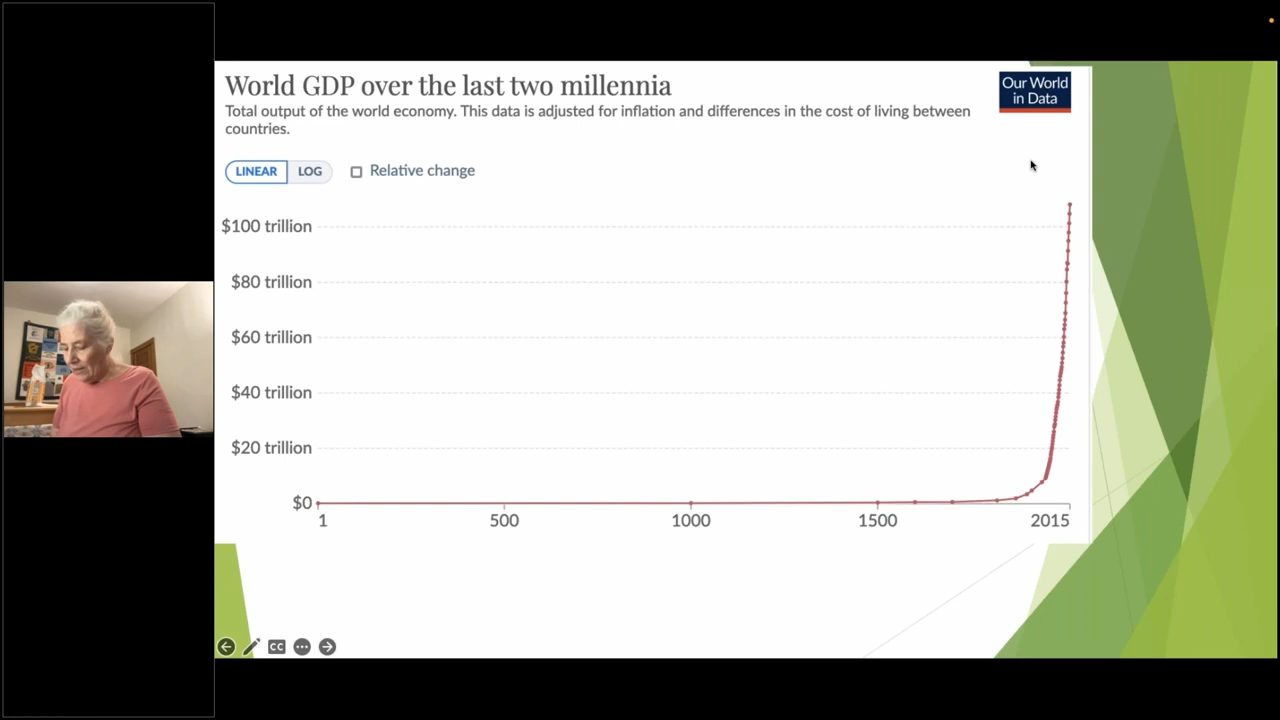 World GDP over the last two millennia
Total output of the world economy. This data is adjusted for inflation and differences in the cost of living between
countries.
Our World
in Data
LINEAR
LOG
Relative change
$100 trillion
$80 trillion
$60 trillion
$40 trillion
$20 trillion
$0
1
500
1000
1500
2015
CC